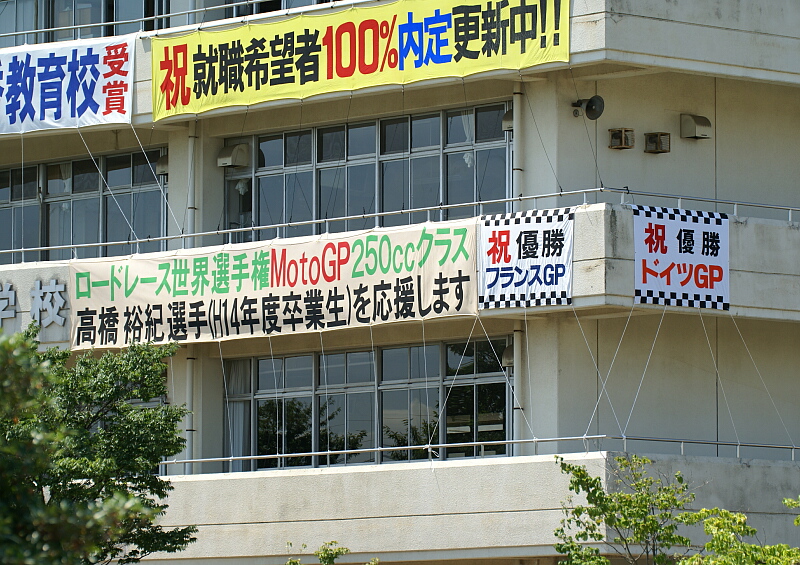 教育校受賞
祝就職希望者100%内定更新中!!
ロードレース世界選手権MotoGP250ccクラス
高橋 裕紀 選手(H14年度卒業生)を応援します
祝 優勝
フランスGP
祝 優勝
ドイツGP
学校